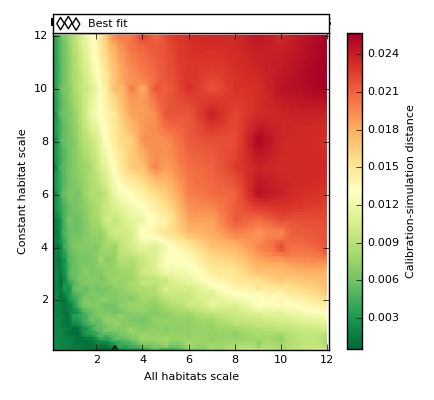 Best fit
12
10
8
6
4
2
2 4 6 8 10 12
Constant habitat scale
All habitats scale
0.024
0.021
0.018
0.015
0.012
0.009
0.006
0.003
Calibration-simulation distance